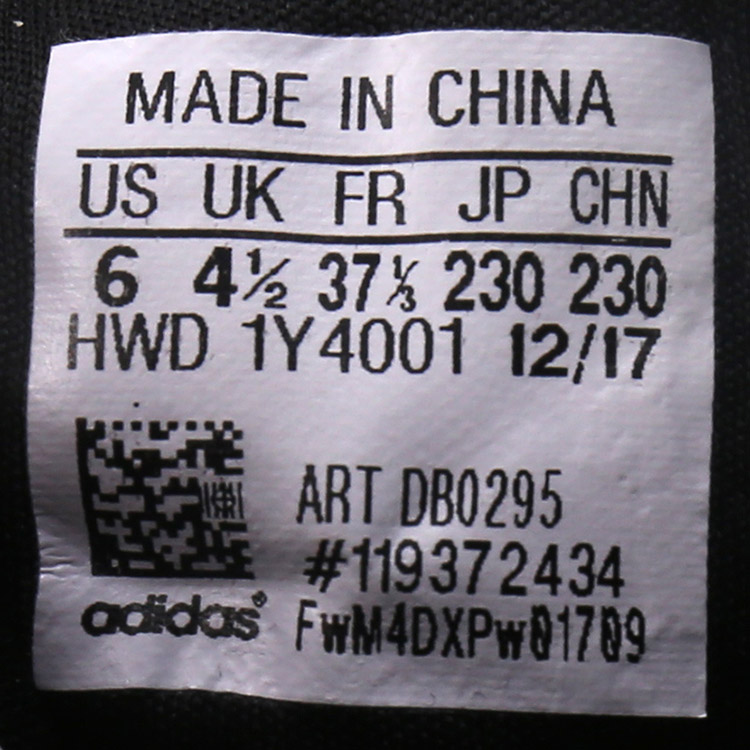 MADE IN CHINA
US UK FR JP CHN
6 4½ 37⅓ 230 230
HWD 1Y4001 12/17
ART DB0295
#119372434
adidas®
FwM4DXPw01709